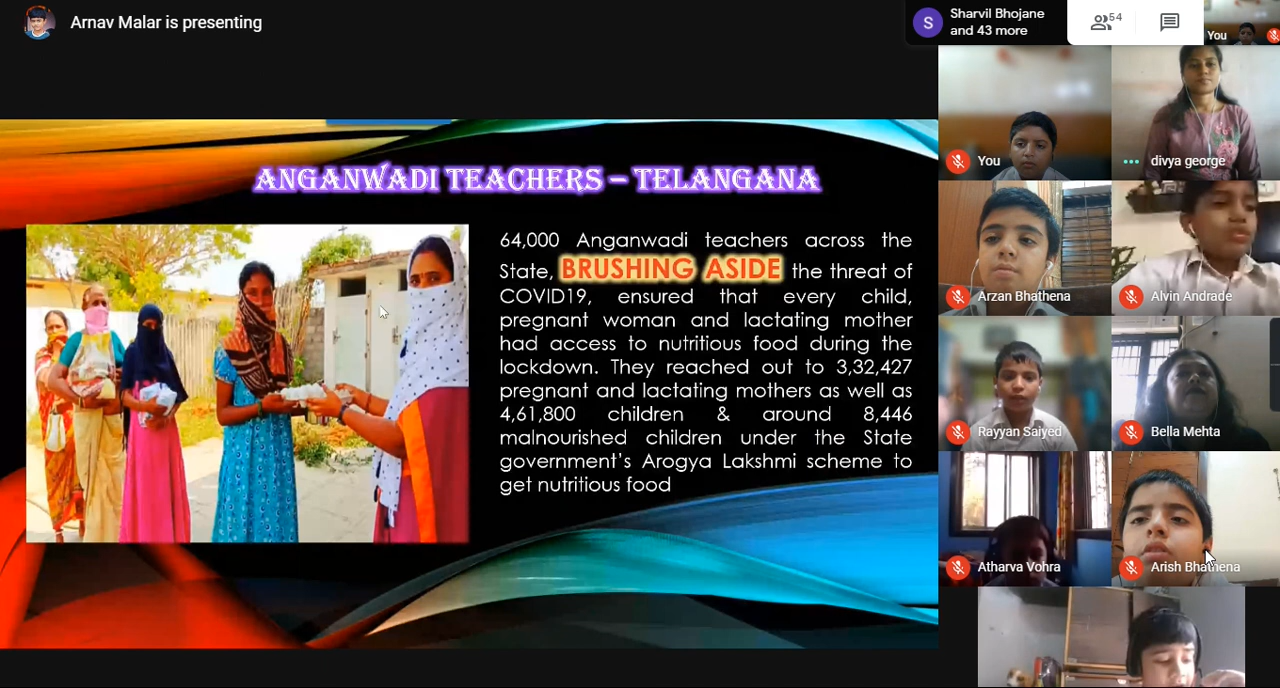 Arnav Malar is presenting
S
Sharvil Bhojane
and 43 more
54
You
ANGANWADI TEACHERS – TELANGANA
64,000 Anganwadi teachers across the
State, BRUSHING ASIDE the threat of
COVID19, ensured that every child,
pregnant woman and lactating mother
had access to nutritious food during the
lockdown. They reached out to 3,32,427
pregnant and lactating mothers as well as
4,61,800 children & around 8,446
malnourished children under the State
government's Arogya Lakshmi scheme to
get nutritious food
You
divya george
Arzan Bhathena
Alvin Andrade
Rayyan Saiyed
Bella Mehta
Atharva Vohra
Arish Bhathena